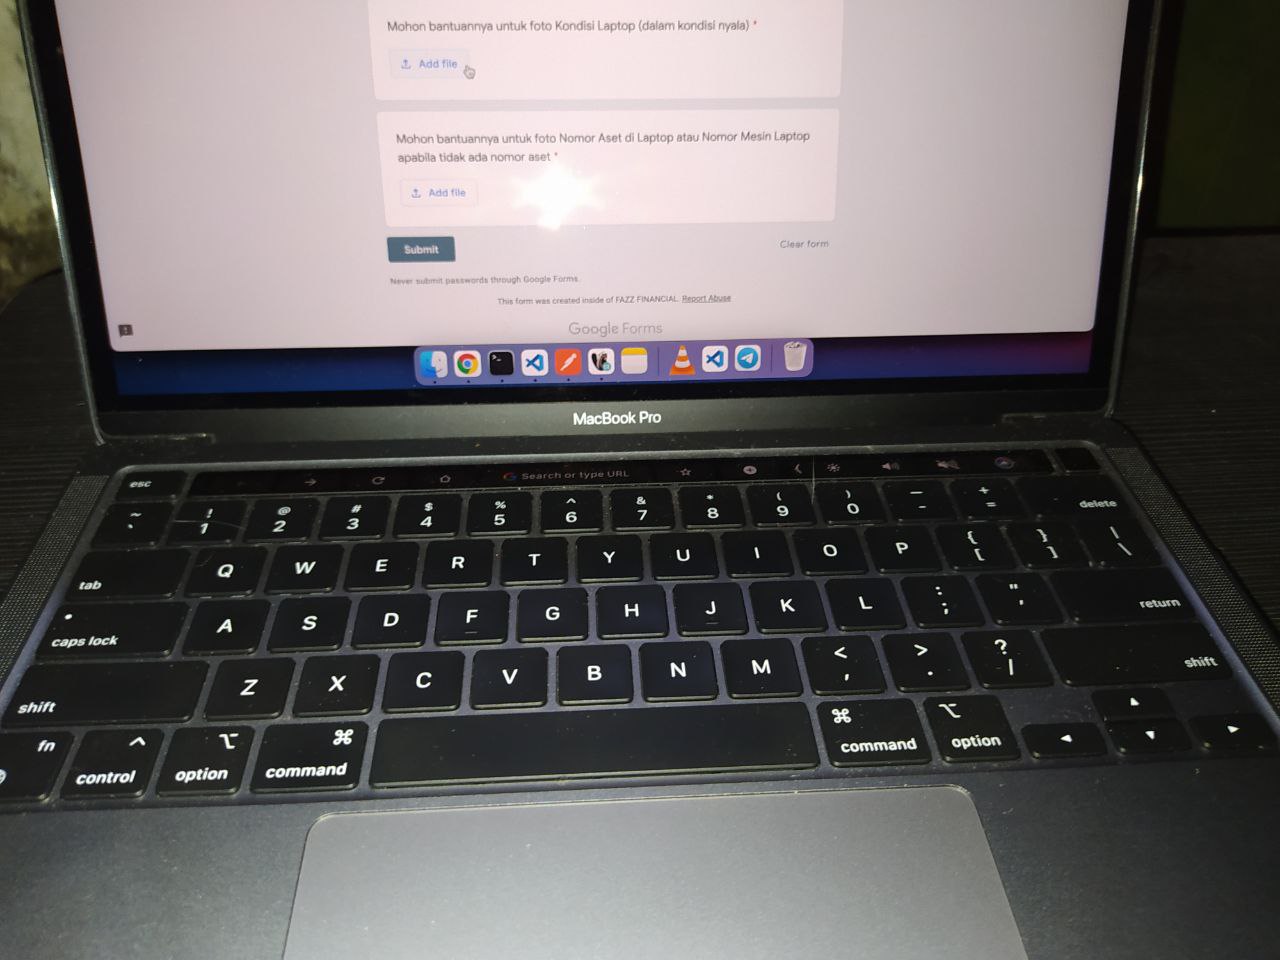 Mohon bantuannya untuk foto Kondisi Laptop (dalam kondisi nyala) *
Add file
Mohon bantuannya untuk foto Nomor Aset di Laptop atau Nomor Mesin Laptop
apabila tidak ada nomor aset *
Add file
Submit
Clear form
Never submit passwords through Google Forms.
This form was created inside of FAZZ FINANCIAL. Report Abuse
Google Forms
MacBook Pro
esc
Search or type URL
~ ` ! 1 @ 2 # 3 $ 4 % 5 ^ 6 & 7 * 8 ( 9 ) 0 — - + = delete
tab Q W E R T Y U I O P { [ } ] | \
caps lock A S D F G H J K L : ; " ' return
shift Z X C V B N M < , > . ? / shift
fn control option command command option